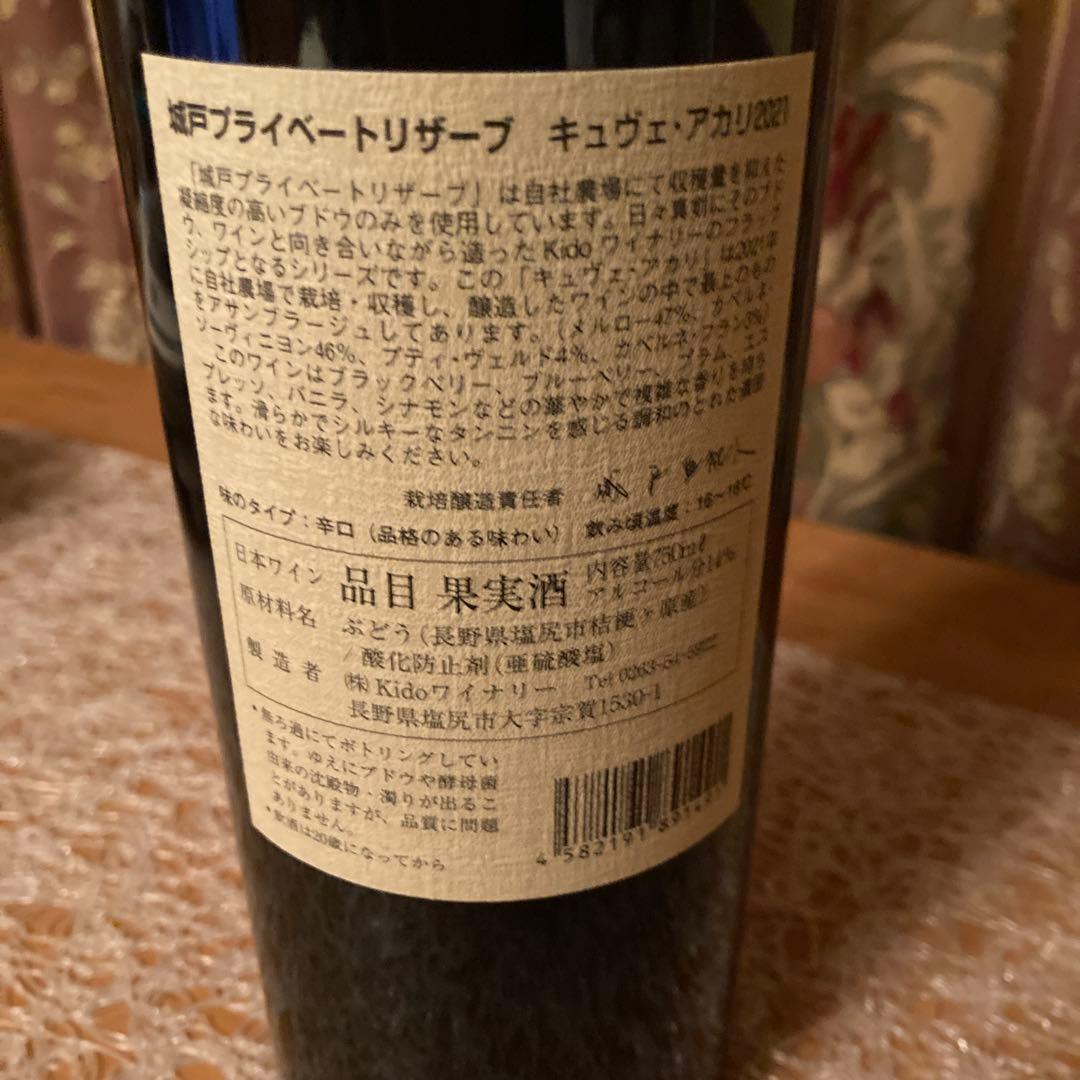 城戸プライベートリザーブ　キュヴェ・アカリ2021
「城戸プライベートリザーブ」は自社農場にて収穫量を抑えた
凝縮度の高いブドウのみを使用しています。日々真剣にそのブド
ウ、ワインと向き合いながら造ったKidoワイナリーのフラッグ
シップとなるシリーズです。この「キュヴェ・アカリ」は2021年
に自社農場で栽培・収穫し、醸造したワインの中で最上のもの
をアサンブラージュしてあります。（メルロー47%、カベルネ・
ソーヴィニヨン46%、プティ・ヴェルド4%、カベルネ・フラン3%）
このワインはブラックベリー、ブルーベリー、プラム、エス
プレッソ、バニラ、シナモンなどの華やかで複雑な香りを持ち
ます。滑らかでシルキーなタンニンを感じる調和のとれた濃密
な味わいをお楽しみください。
栽培醸造責任者
味のタイプ：辛口（品格のある味わい）　飲み頃温度：16〜18℃
日本ワイン 品目 果実酒 内容量750mℓ
アルコール分14%
原材料名 ぶどう（長野県塩尻市桔梗ヶ原産）
/酸化防止剤（亜硫酸塩）
製造者 ㈱Kidoワイナリー Tel 0263-54-
長野県塩尻市大字宗賀1530-1
*無ろ過にてボトリングしてい
ます。ゆえにブドウや酵母菌
由来の沈殿物・濁りが出るこ
とがありますが、品質に問題
ありません。
*飲酒は20歳になってから
4 582191